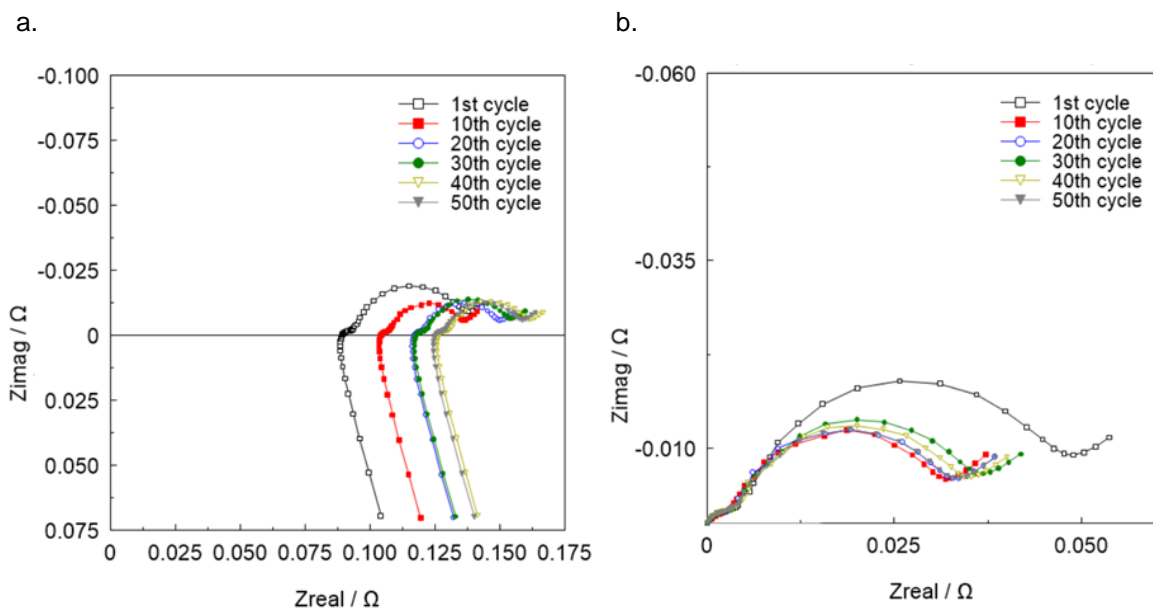 a.
-0.100
-0.075
-0.050
-0.025
0
0.025
0.050
0.075
0 0.025 0.050 0.075 0.100 0.125 0.150 0.175
Zimag / Ω
Zreal / Ω
1st cycle
10th cycle
20th cycle
30th cycle
40th cycle
50th cycle
b.
-0.060
-0.035
-0.010
0 0.025 0.050
Zimag / Ω
Zreal / Ω
1st cycle
10th cycle
20th cycle
30th cycle
40th cycle
50th cycle